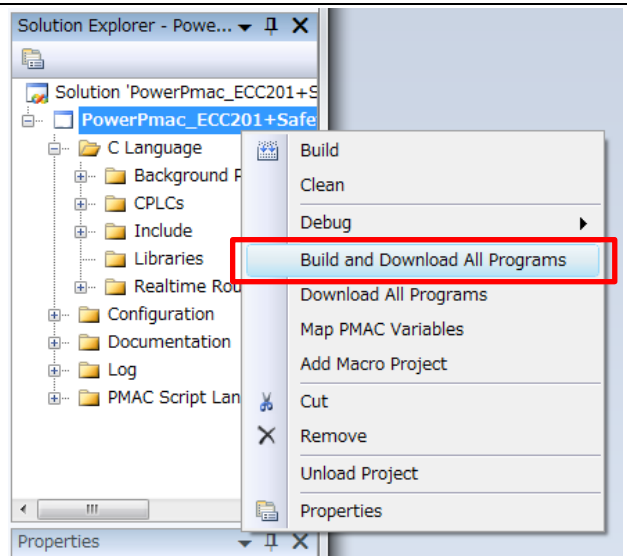 Solution Explorer - Powe...
Solution 'PowerPmac_ECC201+S
PowerPmac_ECC201+Safe
C Language
Background P
CPLCs
Include
Libraries
Realtime Rou
Configuration
Documentation
Log
PMAC Script Lan
Build
Clean
Debug
Build and Download All Programs
Download All Programs
Map PMAC Variables
Add Macro Project
Cut
Remove
Unload Project
Properties
Properties